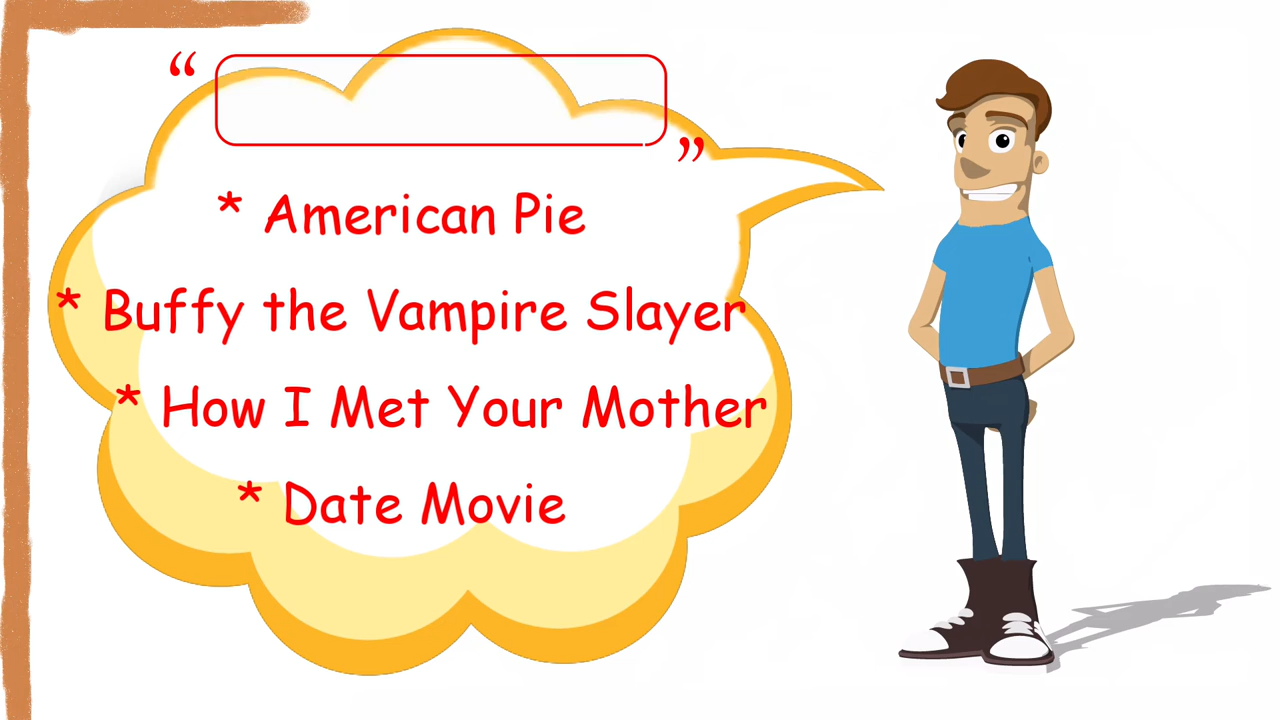 “ ”
* American Pie
* Buffy the Vampire Slayer
* How I Met Your Mother
* Date Movie